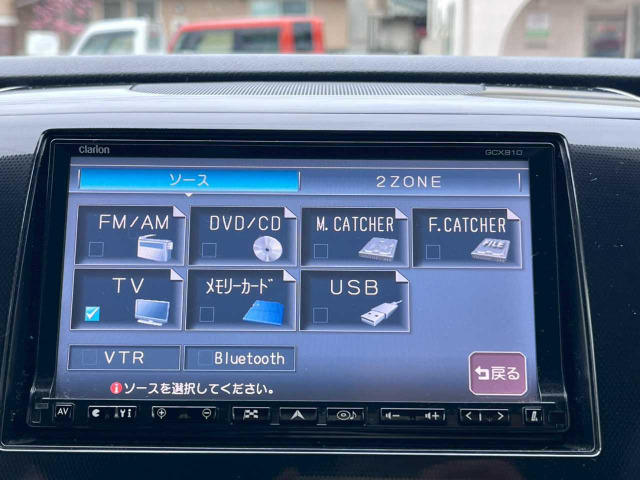 Clarion
GCX810
ソース
2ZONE
FM/AM
DVD/CD
M.CATCHER
F.CATCHER
FILE
TV
ﾒﾓﾘｰｶｰﾄﾞ
USB
VTR
Bluetooth
ソースを選択してください。
戻る
AV